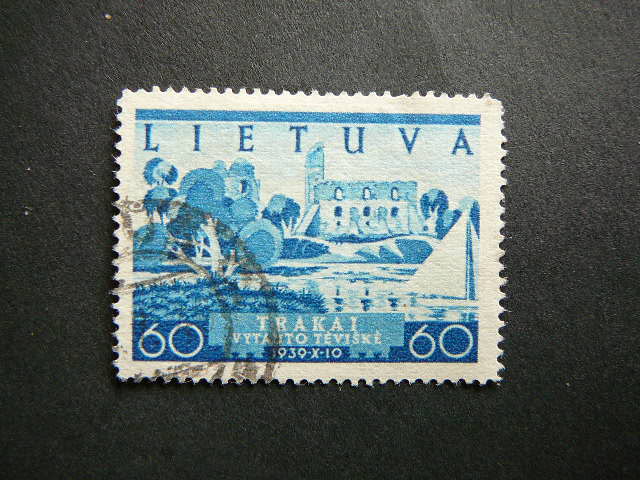 LIETUVA
60 TRAKAI 60
VYTAUTO TĖVIŠKĖ
1939·X·10